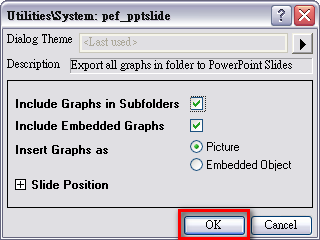 Utilities\System: pef_pptslide
Dialog Theme <Last used>
Description Export all graphs in folder to PowerPoint Slides
Include Graphs in Subfolders
Include Embedded Graphs
Insert Graphs as Picture
Embedded Object
Slide Position
OK Cancel